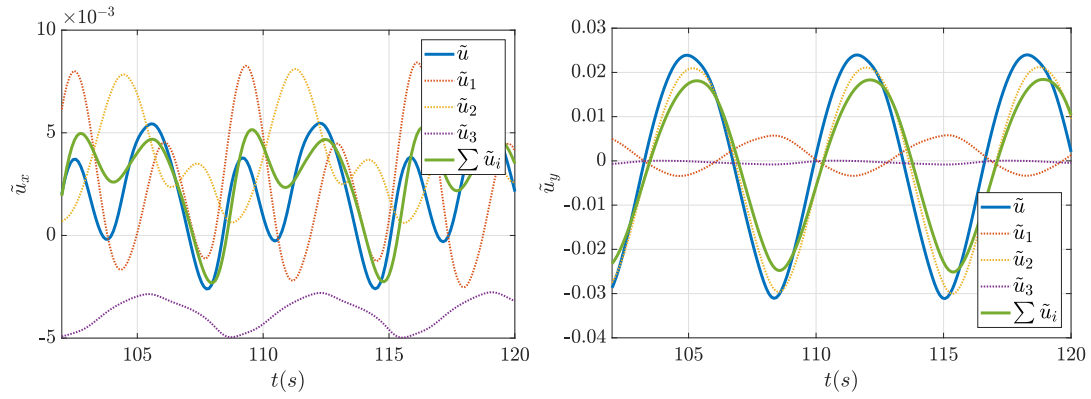 ×10⁻³
10
5
0
-5
105
110
115
120
ũₓ
t(s)
ũ
ũ₁
ũ₂
ũ₃
∑ ũᵢ
0.03
0.02
0.01
0
-0.01
-0.02
-0.03
-0.04
105
110
115
120
ũ_y
t(s)
ũ
ũ₁
ũ₂
ũ₃
∑ ũᵢ